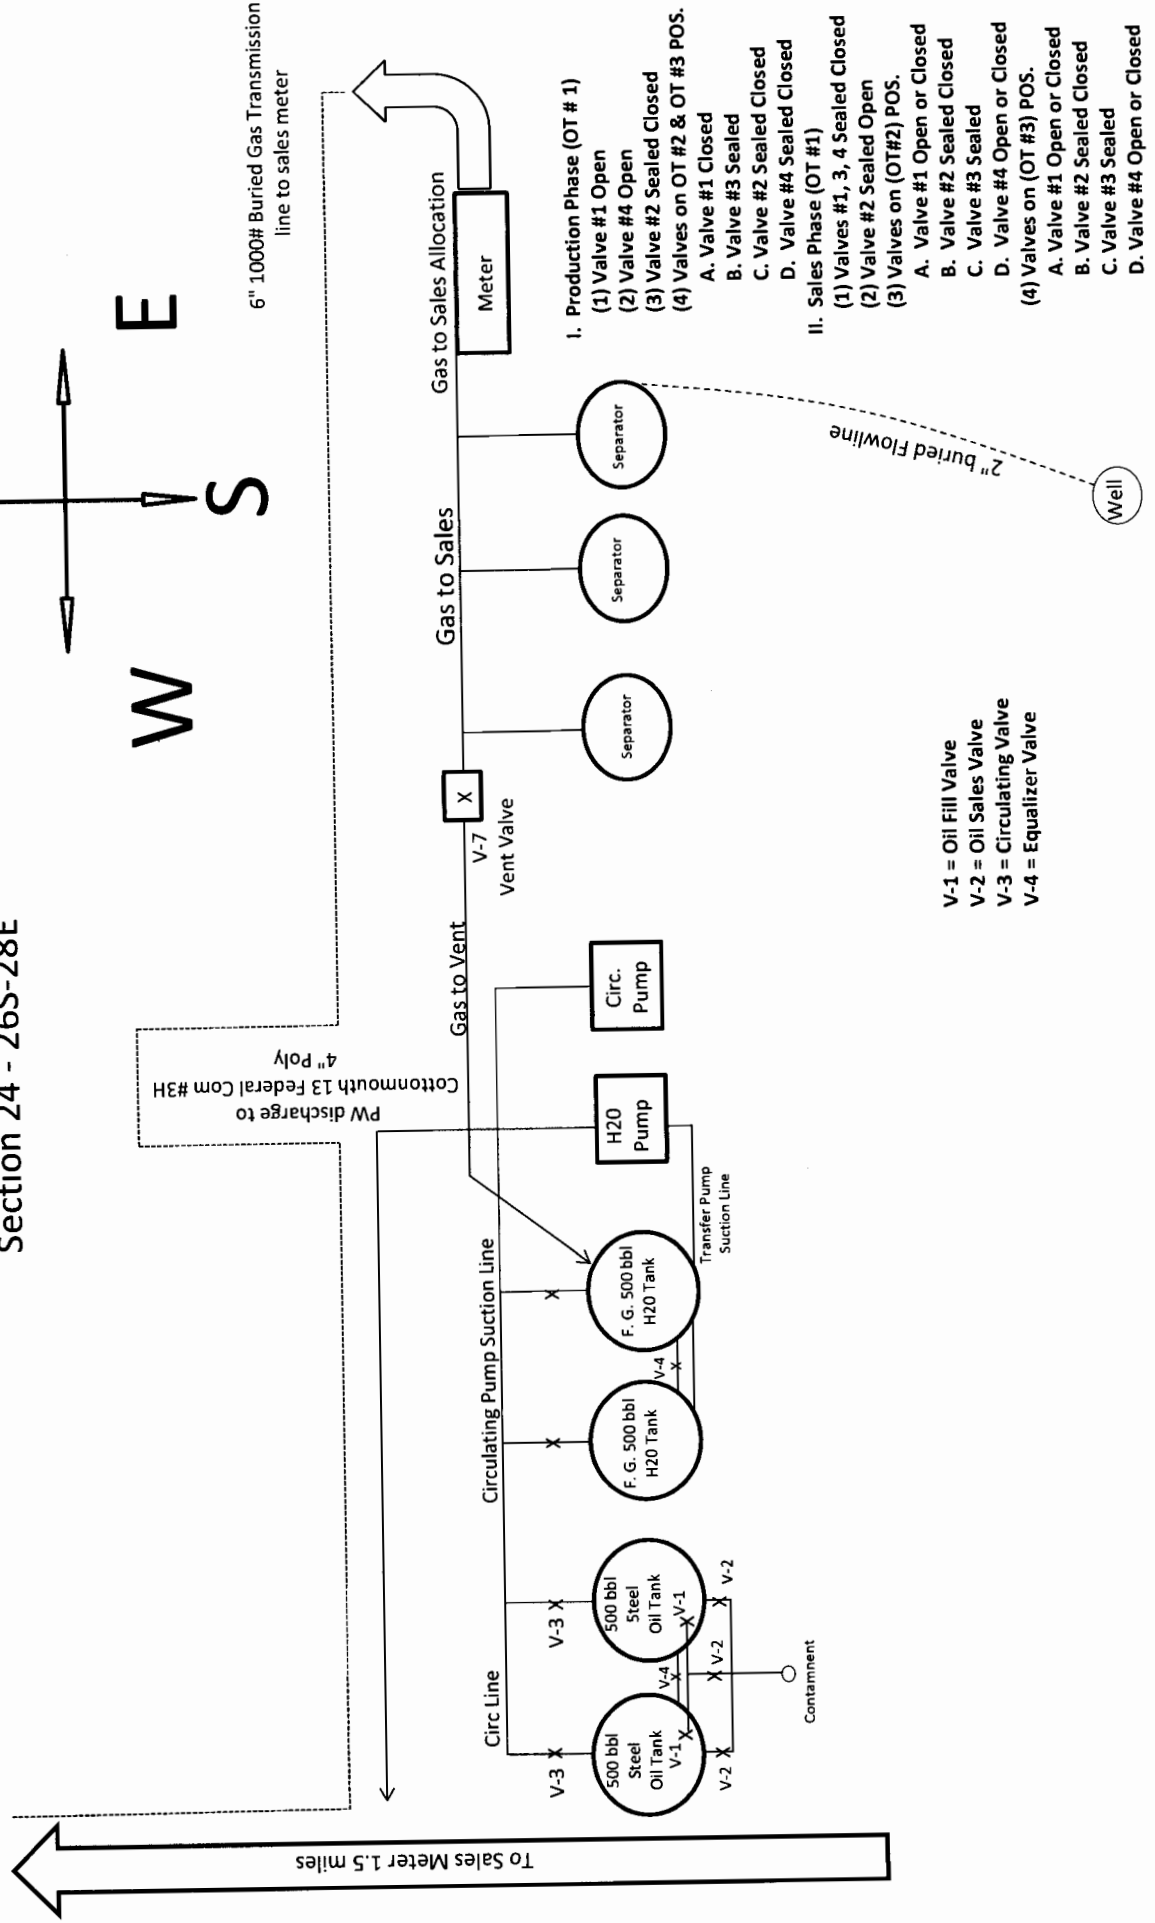 Section 24 - 26S-28E
W
E
S
6" 1000# Buried Gas Transmission
line to sales meter
PW discharge to
Cottonmouth 13 Federal Com #3H
4" Poly
To Sales Meter 1.5 miles
Gas to Vent
Gas to Sales
Gas to Sales Allocation
Meter
X
V-7
Vent Valve
Circ Line
Circulating Pump Suction Line
V-3
X
V-3
X
X
X
500 bbl
Steel
Oil Tank
V-1
X
500 bbl
Steel
Oil Tank
V-1
X
V-4
X
F. G. 500 bbl
H20 Tank
V-4
X
F. G. 500 bbl
H20 Tank
H20
Pump
Circ.
Pump
Separator
Separator
Separator
V-2
X
X
V-2
X
V-2
Contamnent
Transfer Pump
Suction Line
2" buried Flowline
Well
V-1 = Oil Fill Valve
V-2 = Oil Sales Valve
V-3 = Circulating Valve
V-4 = Equalizer Valve
I. Production Phase (OT # 1)
(1) Valve #1 Open
(2) Valve #4 Open
(3) Valve #2 Sealed Closed
(4) Valves on OT #2 & OT #3 POS.
A. Valve #1 Closed
B. Valve #3 Sealed
C. Valve #2 Sealed Closed
D. Valve #4 Sealed Closed
II. Sales Phase (OT #1)
(1) Valves #1, 3, 4 Sealed Closed
(2) Valve #2 Sealed Open
(3) Valves on (OT#2) POS.
A. Valve #1 Open or Closed
B. Valve #2 Sealed Closed
C. Valve #3 Sealed
D. Valve #4 Open or Closed
(4) Valves on (OT #3) POS.
A. Valve #1 Open or Closed
B. Valve #2 Sealed Closed
C. Valve #3 Sealed
D. Valve #4 Open or Closed